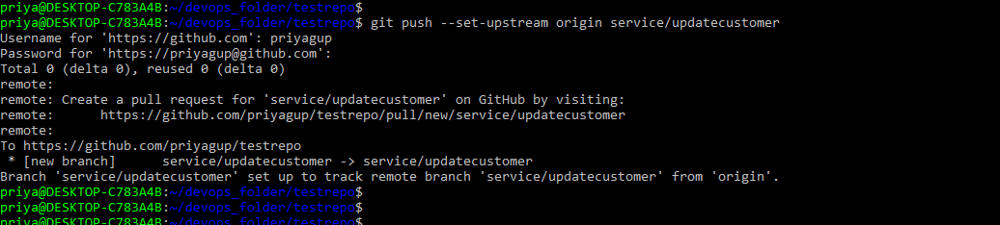 priya@DESKTOP-C783A4B:~/devops_folder/testrepo$
priya@DESKTOP-C783A4B:~/devops_folder/testrepo$ git push --set-upstream origin service/updatecustomer
Username for 'https://github.com': priyagup
Password for 'https://priyagup@github.com':
Total 0 (delta 0), reused 0 (delta 0)
remote:
remote: Create a pull request for 'service/updatecustomer' on GitHub by visiting:
remote:      https://github.com/priyagup/testrepo/pull/new/service/updatecustomer
remote:
To https://github.com/priyagup/testrepo
 * [new branch]      service/updatecustomer -> service/updatecustomer
Branch 'service/updatecustomer' set up to track remote branch 'service/updatecustomer' from 'origin'.
priya@DESKTOP-C783A4B:~/devops_folder/testrepo$
priya@DESKTOP-C783A4B:~/devops_folder/testrepo$
priya@DESKTOP-C783A4B:~/devops_folder/testrepo$